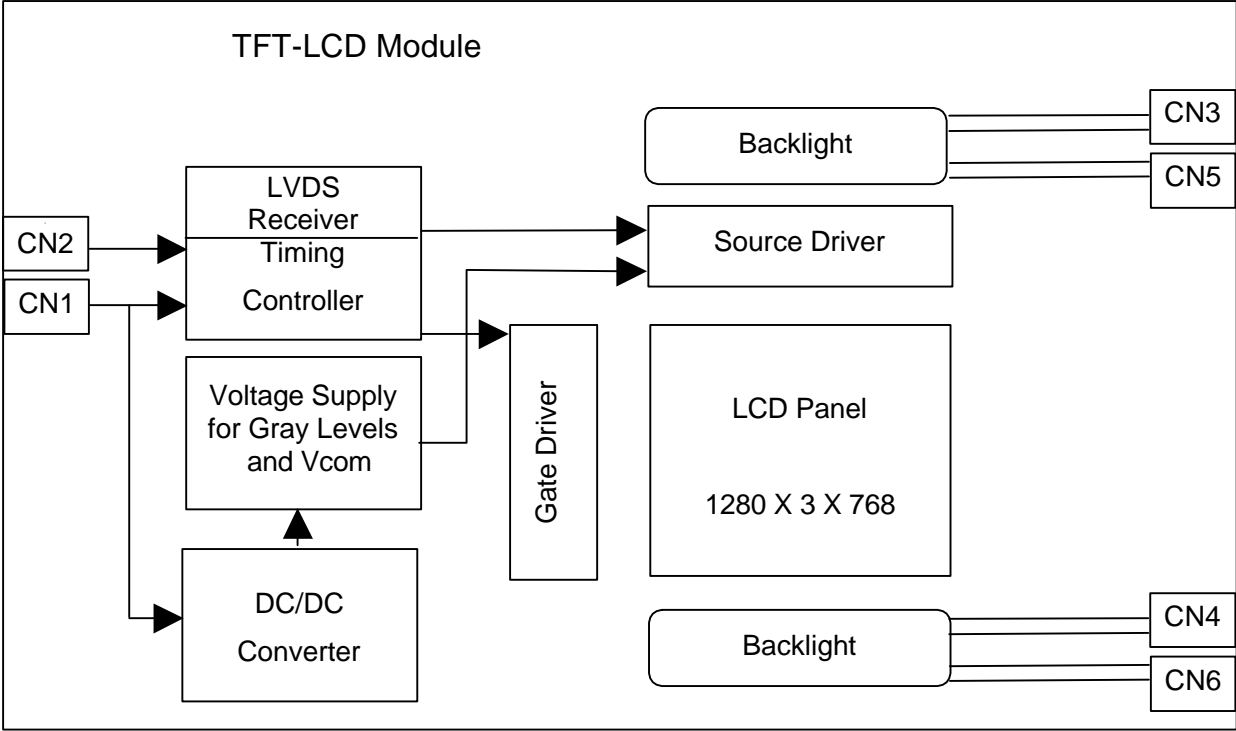 TFT-LCD Module
CN3
Backlight
CN5
LVDS
Receiver
Timing
Controller
CN2
CN1
Source Driver
Voltage Supply
for Gray Levels
and Vcom
Gate Driver
LCD Panel
1280 X 3 X 768
DC/DC
Converter
CN4
Backlight
CN6